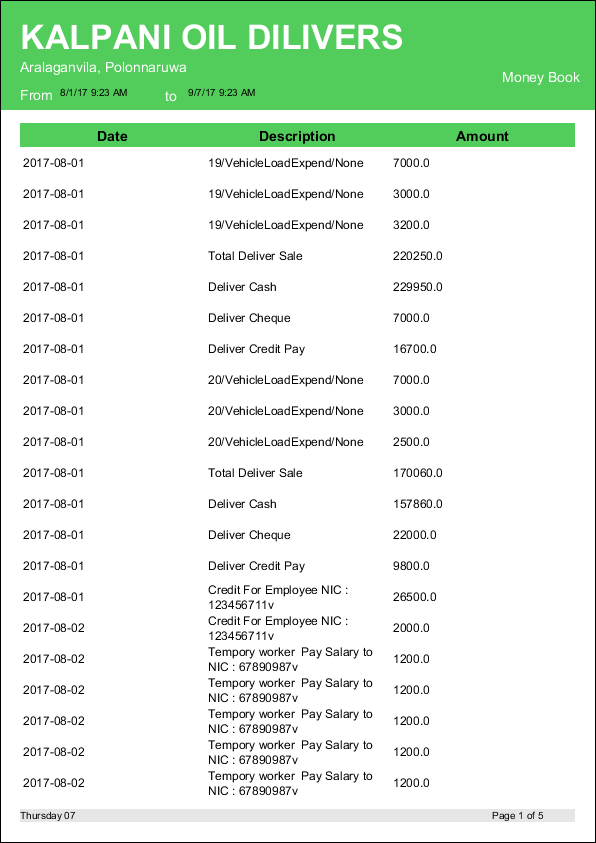 KALPANI OIL DILIVERS
Aralaganvila, Polonnaruwa
Money Book
From 8/1/17 9:23 AM to 9/7/17 9:23 AM
Date Description Amount
2017-08-01 19/VehicleLoadExpend/None 7000.0
2017-08-01 19/VehicleLoadExpend/None 3000.0
2017-08-01 19/VehicleLoadExpend/None 3200.0
2017-08-01 Total Deliver Sale 220250.0
2017-08-01 Deliver Cash 229950.0
2017-08-01 Deliver Cheque 7000.0
2017-08-01 Deliver Credit Pay 16700.0
2017-08-01 20/VehicleLoadExpend/None 7000.0
2017-08-01 20/VehicleLoadExpend/None 3000.0
2017-08-01 20/VehicleLoadExpend/None 2500.0
2017-08-01 Total Deliver Sale 170060.0
2017-08-01 Deliver Cash 157860.0
2017-08-01 Deliver Cheque 22000.0
2017-08-01 Deliver Credit Pay 9800.0
2017-08-01 Credit For Employee NIC : 26500.0
123456711v
2017-08-02 Credit For Employee NIC : 2000.0
123456711v
2017-08-02 Tempory worker Pay Salary to 1200.0
NIC : 67890987v
2017-08-02 Tempory worker Pay Salary to 1200.0
NIC : 67890987v
2017-08-02 Tempory worker Pay Salary to 1200.0
NIC : 67890987v
2017-08-02 Tempory worker Pay Salary to 1200.0
NIC : 67890987v
2017-08-02 Tempory worker Pay Salary to 1200.0
NIC : 67890987v
Thursday 07 Page 1 of 5